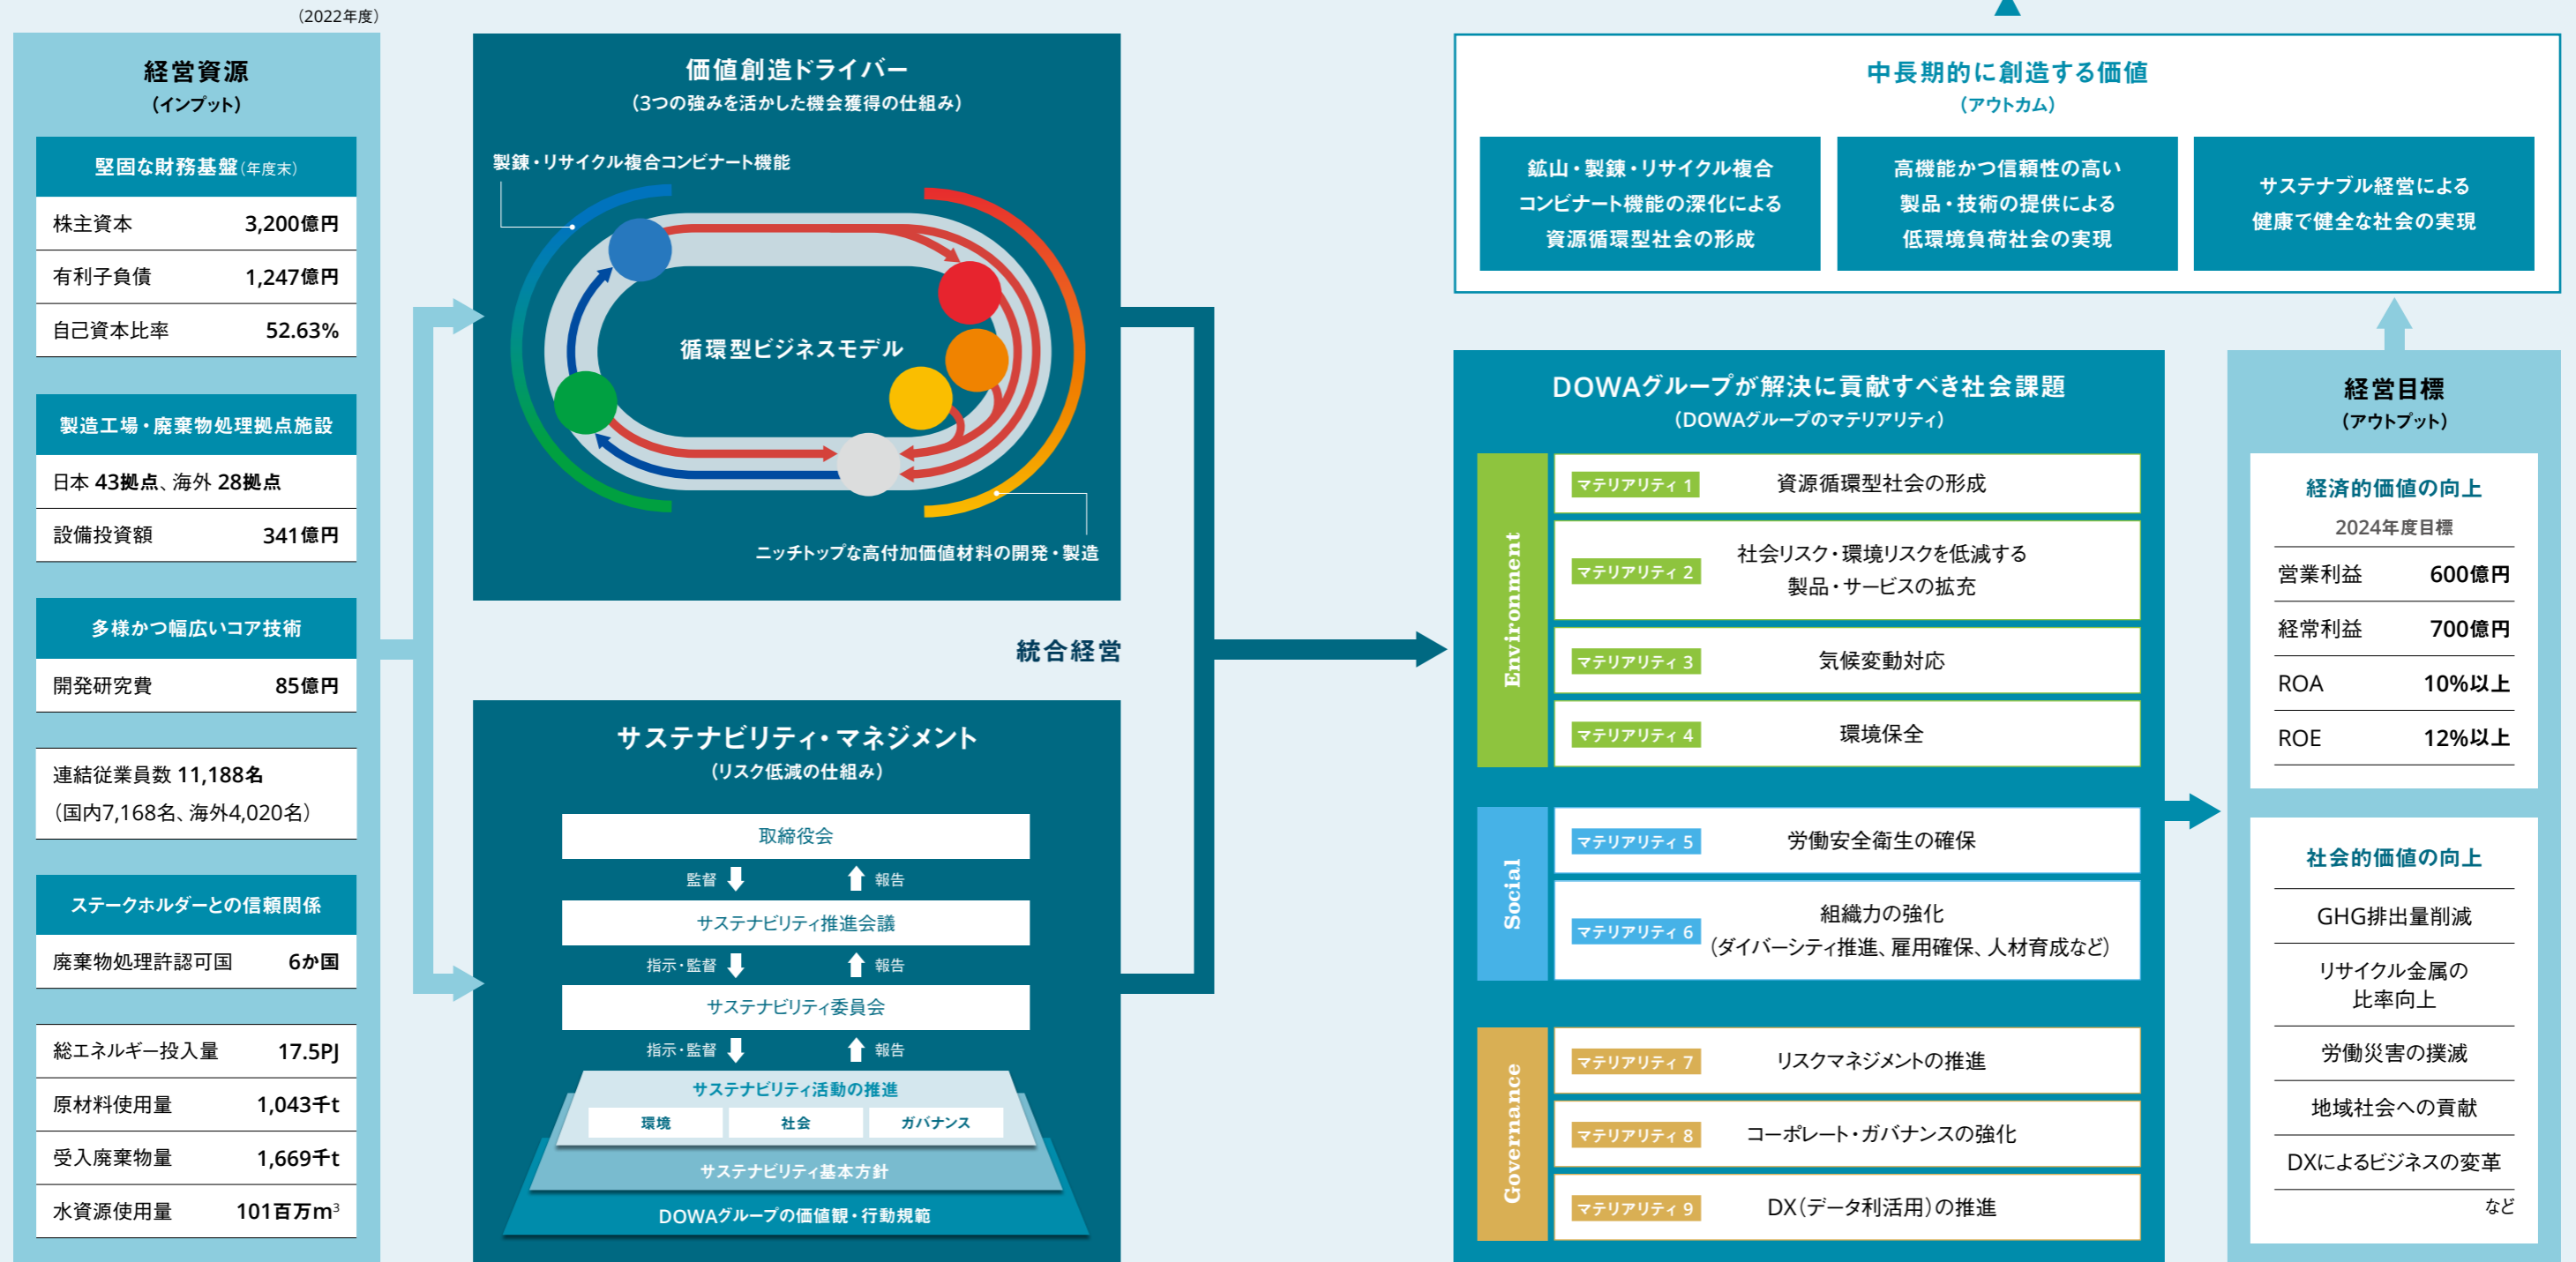 （2022年度）
経営資源
（インプット）
堅固な財務基盤（年度末）
株主資本 3,200億円
有利子負債 1,247億円
自己資本比率 52.63%
製造工場・廃棄物処理拠点施設
日本 43拠点、海外 28拠点
設備投資額 341億円
多様かつ幅広いコア技術
開発研究費 85億円
連結従業員数 11,188名
（国内7,168名、海外4,020名）
ステークホルダーとの信頼関係
廃棄物処理許認可国 6か国
総エネルギー投入量 17.5PJ
原材料使用量 1,043千t
受入廃棄物量 1,669千t
水資源使用量 101百万m³
価値創造ドライバー
（3つの強みを活かした機会獲得の仕組み）
製錬・リサイクル複合コンビナート機能
循環型ビジネスモデル
ニッチトップな高付加価値材料の開発・製造
統合経営
サステナビリティ・マネジメント
（リスク低減の仕組み）
取締役会
監督 報告
サステナビリティ推進会議
指示・監督 報告
サステナビリティ委員会
指示・監督 報告
サステナビリティ活動の推進
環境 社会 ガバナンス
サステナビリティ基本方針
DOWAグループの価値観・行動規範
中長期的に創造する価値
（アウトカム）
鉱山・製錬・リサイクル複合
コンビナート機能の深化による
資源循環型社会の形成
高機能かつ信頼性の高い
製品・技術の提供による
低環境負荷社会の実現
サステナブル経営による
健康で健全な社会の実現
DOWAグループが解決に貢献すべき社会課題
（DOWAグループのマテリアリティ）
Environment
マテリアリティ 1 資源循環型社会の形成
マテリアリティ 2 社会リスク・環境リスクを低減する
製品・サービスの拡充
マテリアリティ 3 気候変動対応
マテリアリティ 4 環境保全
Social
マテリアリティ 5 労働安全衛生の確保
マテリアリティ 6 組織力の強化
（ダイバーシティ推進、雇用確保、人材育成など）
Governance
マテリアリティ 7 リスクマネジメントの推進
マテリアリティ 8 コーポレート・ガバナンスの強化
マテリアリティ 9 DX（データ利活用）の推進
経営目標
（アウトプット）
経済的価値の向上
2024年度目標
営業利益 600億円
経常利益 700億円
ROA 10%以上
ROE 12%以上
社会的価値の向上
GHG排出量削減
リサイクル金属の
比率向上
労働災害の撲滅
地域社会への貢献
DXによるビジネスの変革
など